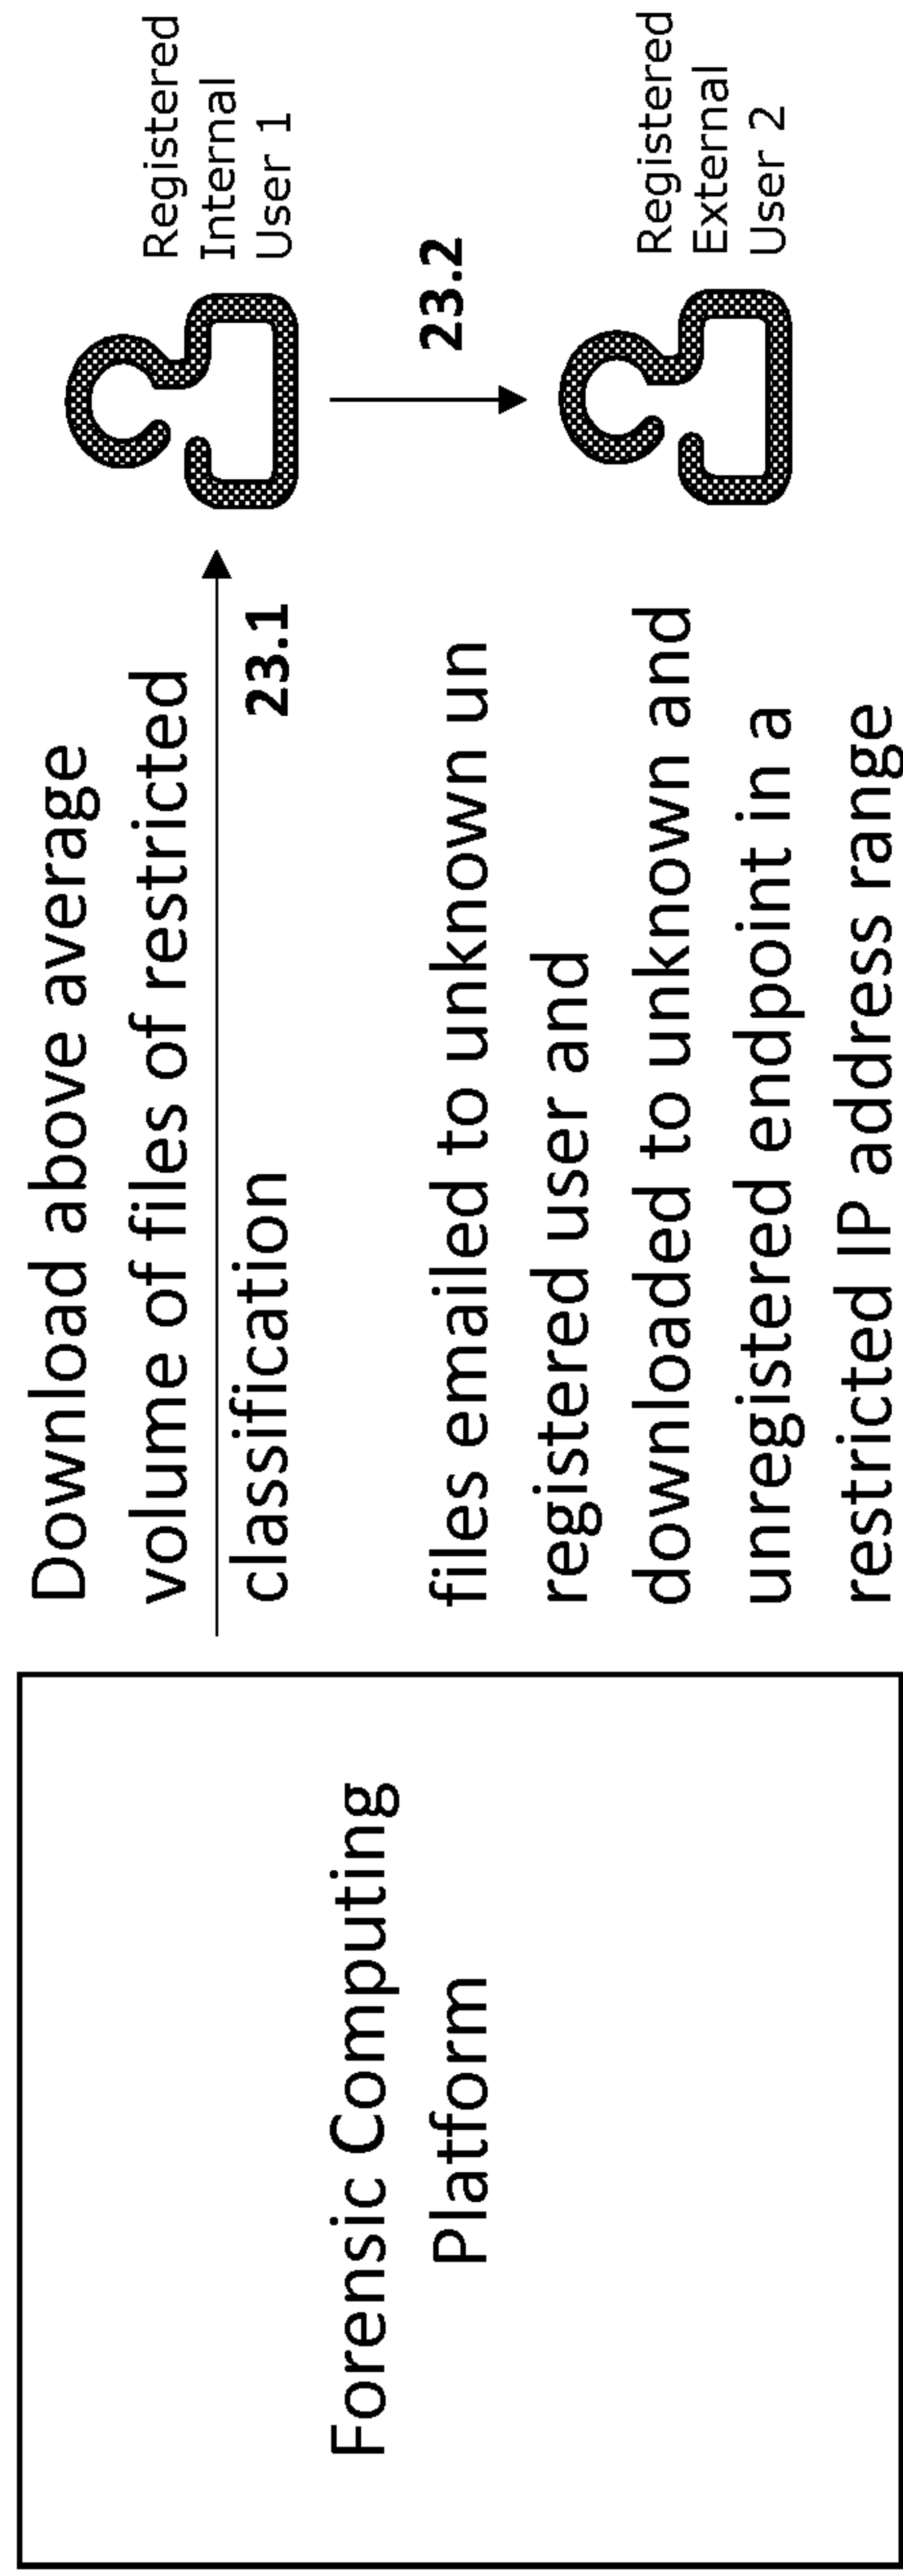 Forensic Computing
Platform
Download above average
volume of files of restricted
classification
23.1
files emailed to unknown un
registered user and
downloaded to unknown and
unregistered endpoint in a
restricted IP address range
Registered
Internal
User 1
23.2
Registered
External
User 2